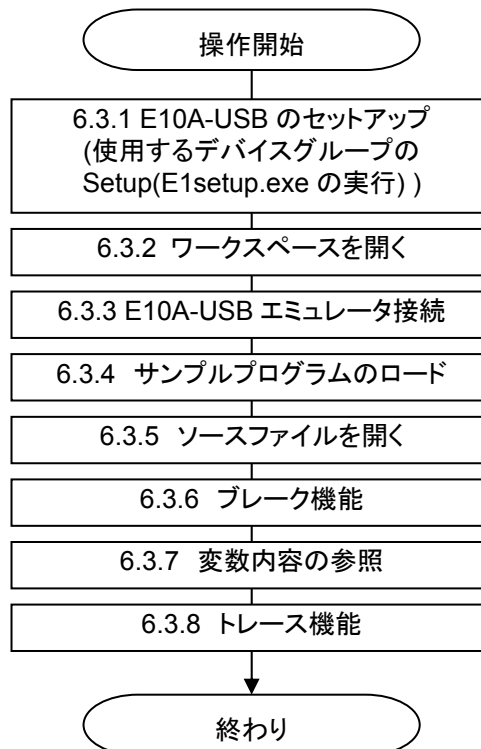 操作開始
6.3.1 E10A-USB のセットアップ
(使用するデバイスグループの
Setup(E1setup.exe の実行) )
6.3.2 ワークスペースを開く
6.3.3 E10A-USB エミュレータ接続
6.3.4 サンプルプログラムのロード
6.3.5 ソースファイルを開く
6.3.6 ブレーク機能
6.3.7 変数内容の参照
6.3.8 トレース機能
終わり